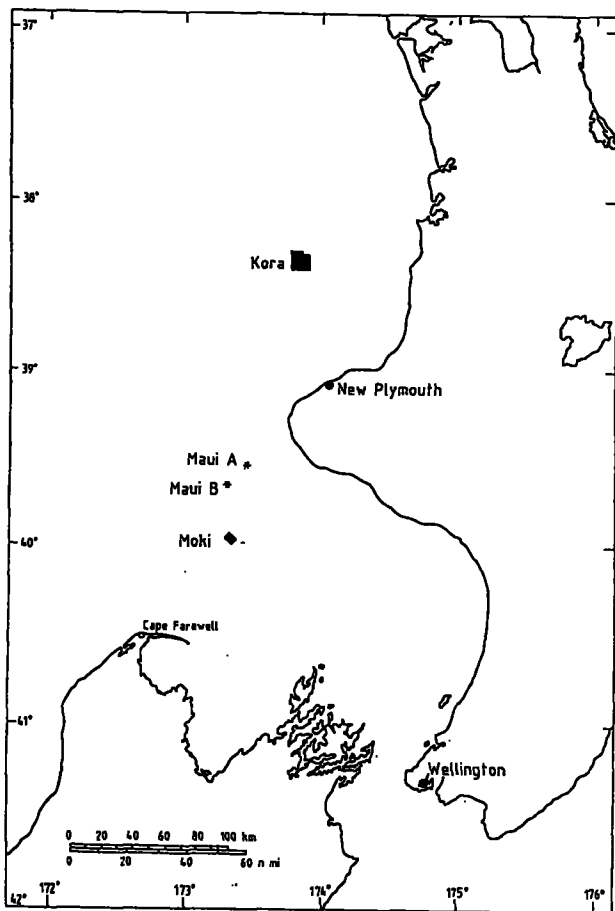 37°
38°
Kora
39°
New Plymouth
Maui A
Maui B
Moki
40°
Cape Farewell
41°
Wellington
0 20 40 60 80 100 km
0 20 40 60 n mi
42°
172° 173° 174° 175° 176°